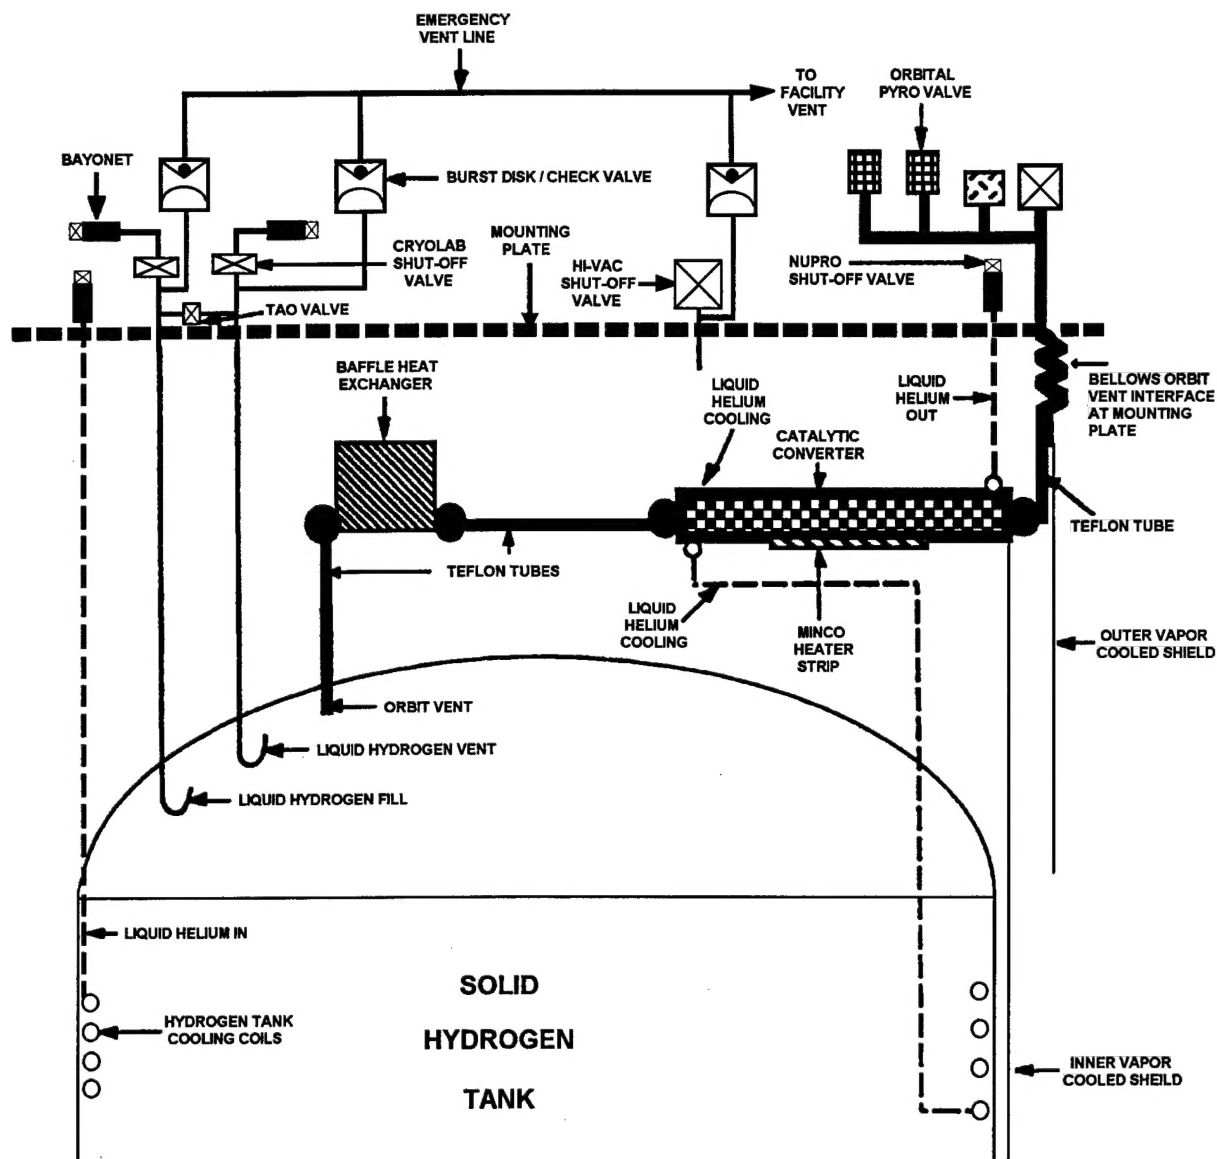 EMERGENCY
VENT LINE
TO
FACILITY
VENT
ORBITAL
PYRO VALVE
BAYONET
BURST DISK / CHECK VALVE
CRYOLAB
SHUT-OFF
VALVE
MOUNTING
PLATE
HI-VAC
SHUT-OFF
VALVE
NUPRO
SHUT-OFF VALVE
TAO VALVE
BAFFLE HEAT
EXCHANGER
LIQUID
HELIUM
COOLING
LIQUID
HELIUM
OUT
BELLOWS ORBIT
VENT INTERFACE
AT MOUNTING
PLATE
CATALYTIC
CONVERTER
TEFLON TUBE
TEFLON TUBES
LIQUID
HELIUM
COOLING
MINCO
HEATER
STRIP
OUTER VAPOR
COOLED SHIELD
ORBIT VENT
LIQUID HYDROGEN VENT
LIQUID HYDROGEN FILL
LIQUID HELIUM IN
SOLID
HYDROGEN
TANK
HYDROGEN TANK
COOLING COILS
INNER VAPOR
COOLED SHEILD